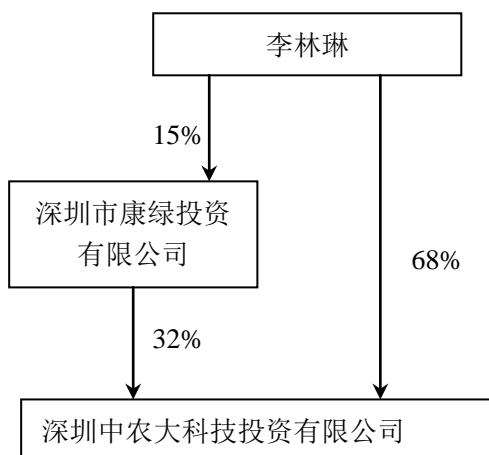 李林琳
15%
深圳市康绿投资
有限公司
68%
32%
深圳中农大科技投资有限公司